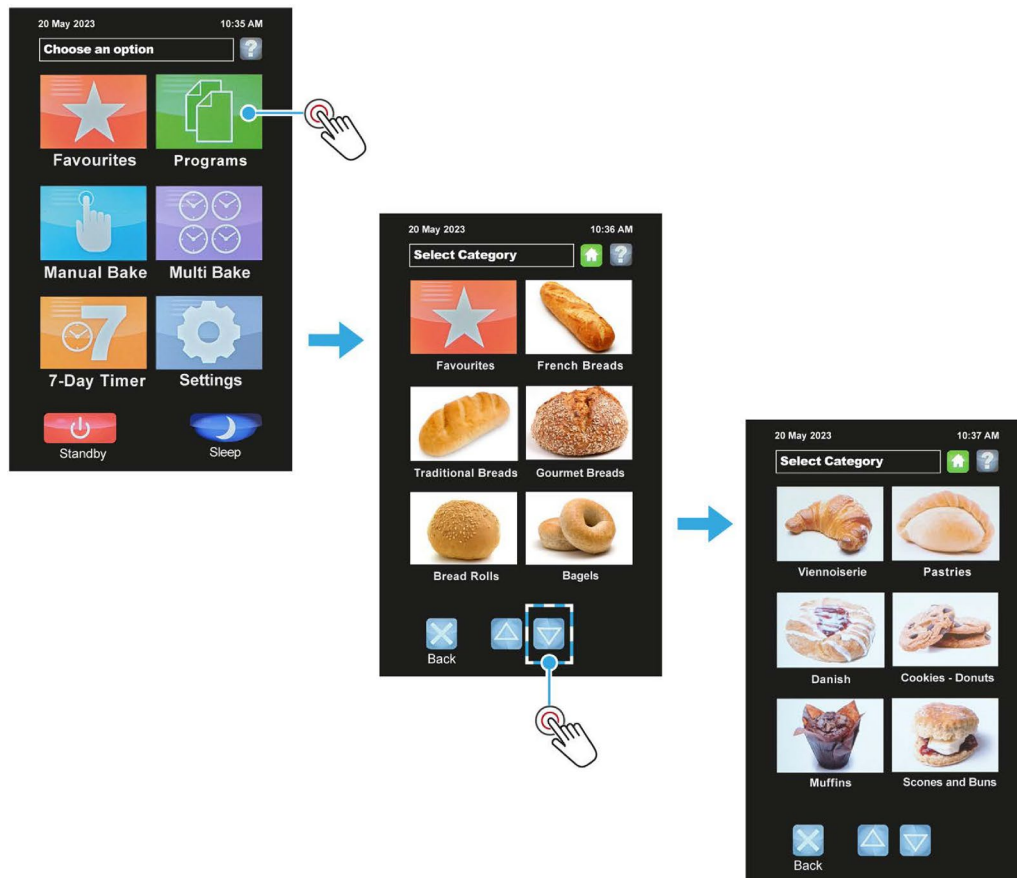 20 May 2023 10:35 AM
Choose an option ?
Favourites Programs
Manual Bake Multi Bake
7
7-Day Timer Settings
Standby Sleep
20 May 2023 10:36 AM
Select Category ?
Favourites French Breads
Traditional Breads Gourmet Breads
Bread Rolls Bagels
Back
20 May 2023 10:37 AM
Select Category ?
Viennoiserie Pastries
Danish Cookies - Donuts
Muffins Scones and Buns
Back